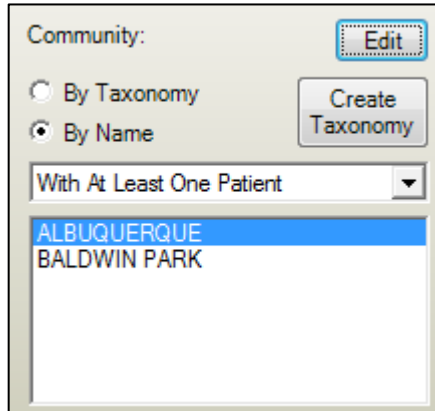 Community:
Edit
By Taxonomy
By Name
Create
Taxonomy
With At Least One Patient
ALBUQUERQUE
BALDWIN PARK